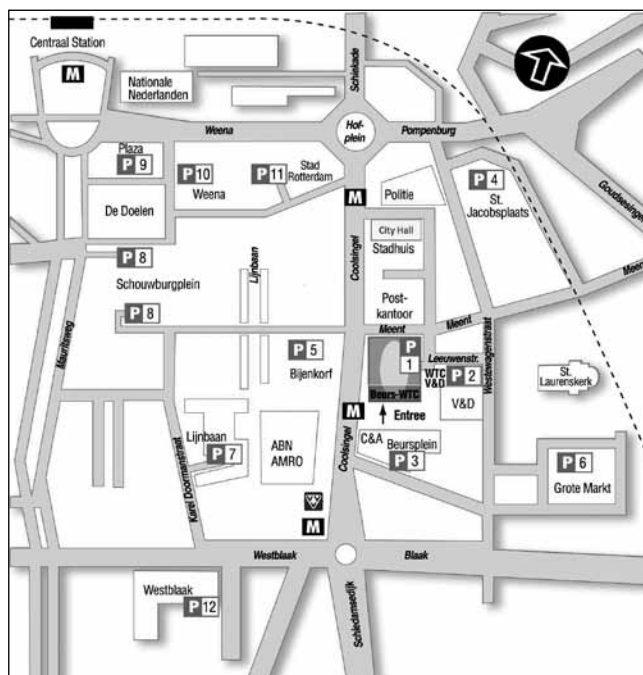 Centraal Station
M
Nationale
Nederlanden
Schiekade
Weena
Hof-
plein
Pompenburg
Plaza
P 9
P 10
Weena
P 11
Stad
Rotterdam
M
Politie
P 4
St.
Jacobsplaats
Goudsesingel
De Doelen
City Hall
Stadhuis
Coolsingel
P 8
Schouwburgplein
Lijnbaan
Post-
kantoor
Meent
P 8
Mauritsweg
Meent
Meent
Westewagenstraat
P 5
Bijenkorf
P
1
Leeuwenstr.
WTC
V&D
P 2
Beurs-WTC
V&D
St.
Laurenskerk
M
Entree
Lijnbaan
P 7
Karel Doormanstraat
ABN
AMRO
Coolsingel
C&A
Beursplein
P 3
P 6
Grote Markt
M
Westblaak
Blaak
Westblaak
P 12
Schiedamsedijk